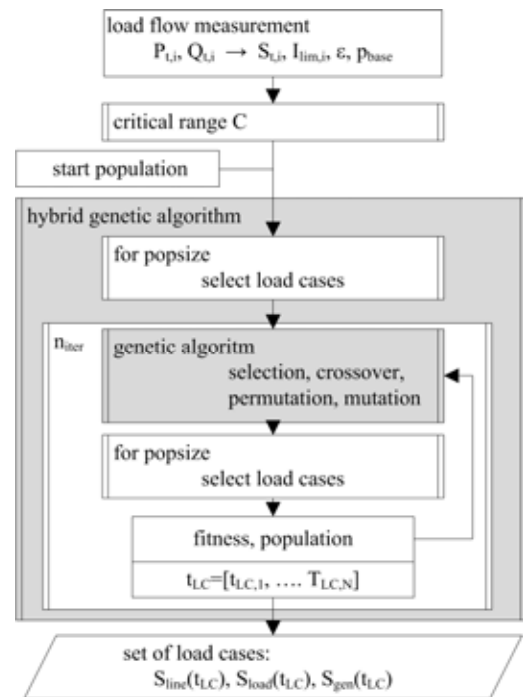 load flow measurement
P_{t,i}, Q_{t,i} → S_{t,i}, I_{lim,i}, ε, p_{base}
critical range C
start population
hybrid genetic algorithm
for popsize
select load cases
n_{iter}
genetic algoritm
selection, crossover,
permutation, mutation
for popsize
select load cases
fitness, population
t_{LC}=[t_{LC,1}, .... T_{LC,N}]
set of load cases:
S_{line}(t_{LC}), S_{load}(t_{LC}), S_{gen}(t_{LC})